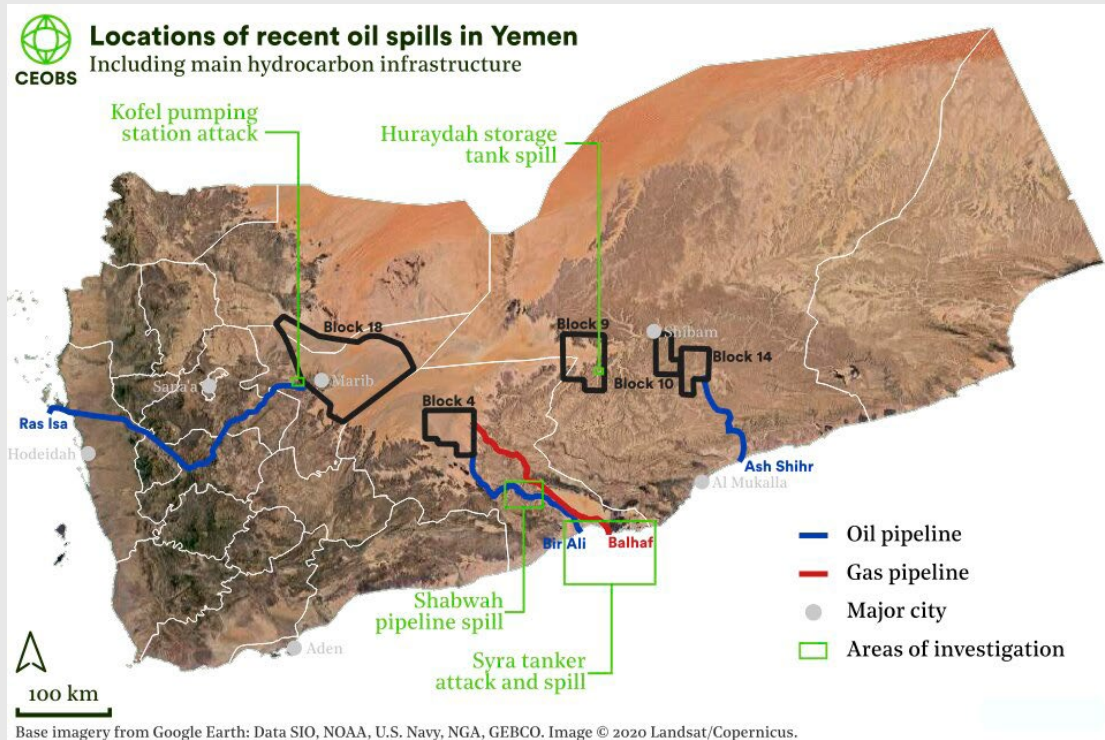 CEOBS
Locations of recent oil spills in Yemen
Including main hydrocarbon infrastructure
Kofel pumping
station attack
Huraydah storage
tank spill
Block 18
Block 9
Shibam
Block 14
Block 10
Sana'a
Marib
Block 4
Ras Isa
Hodeidah
Ash Shihr
Al Mukalla
Bir Ali
Balhaf
Shabwah
pipeline spill
Syra tanker
attack and spill
Aden
Oil pipeline
Gas pipeline
Major city
Areas of investigation
100 km
Base imagery from Google Earth: Data SIO, NOAA, U.S. Navy, NGA, GEBCO. Image © 2020 Landsat/Copernicus.